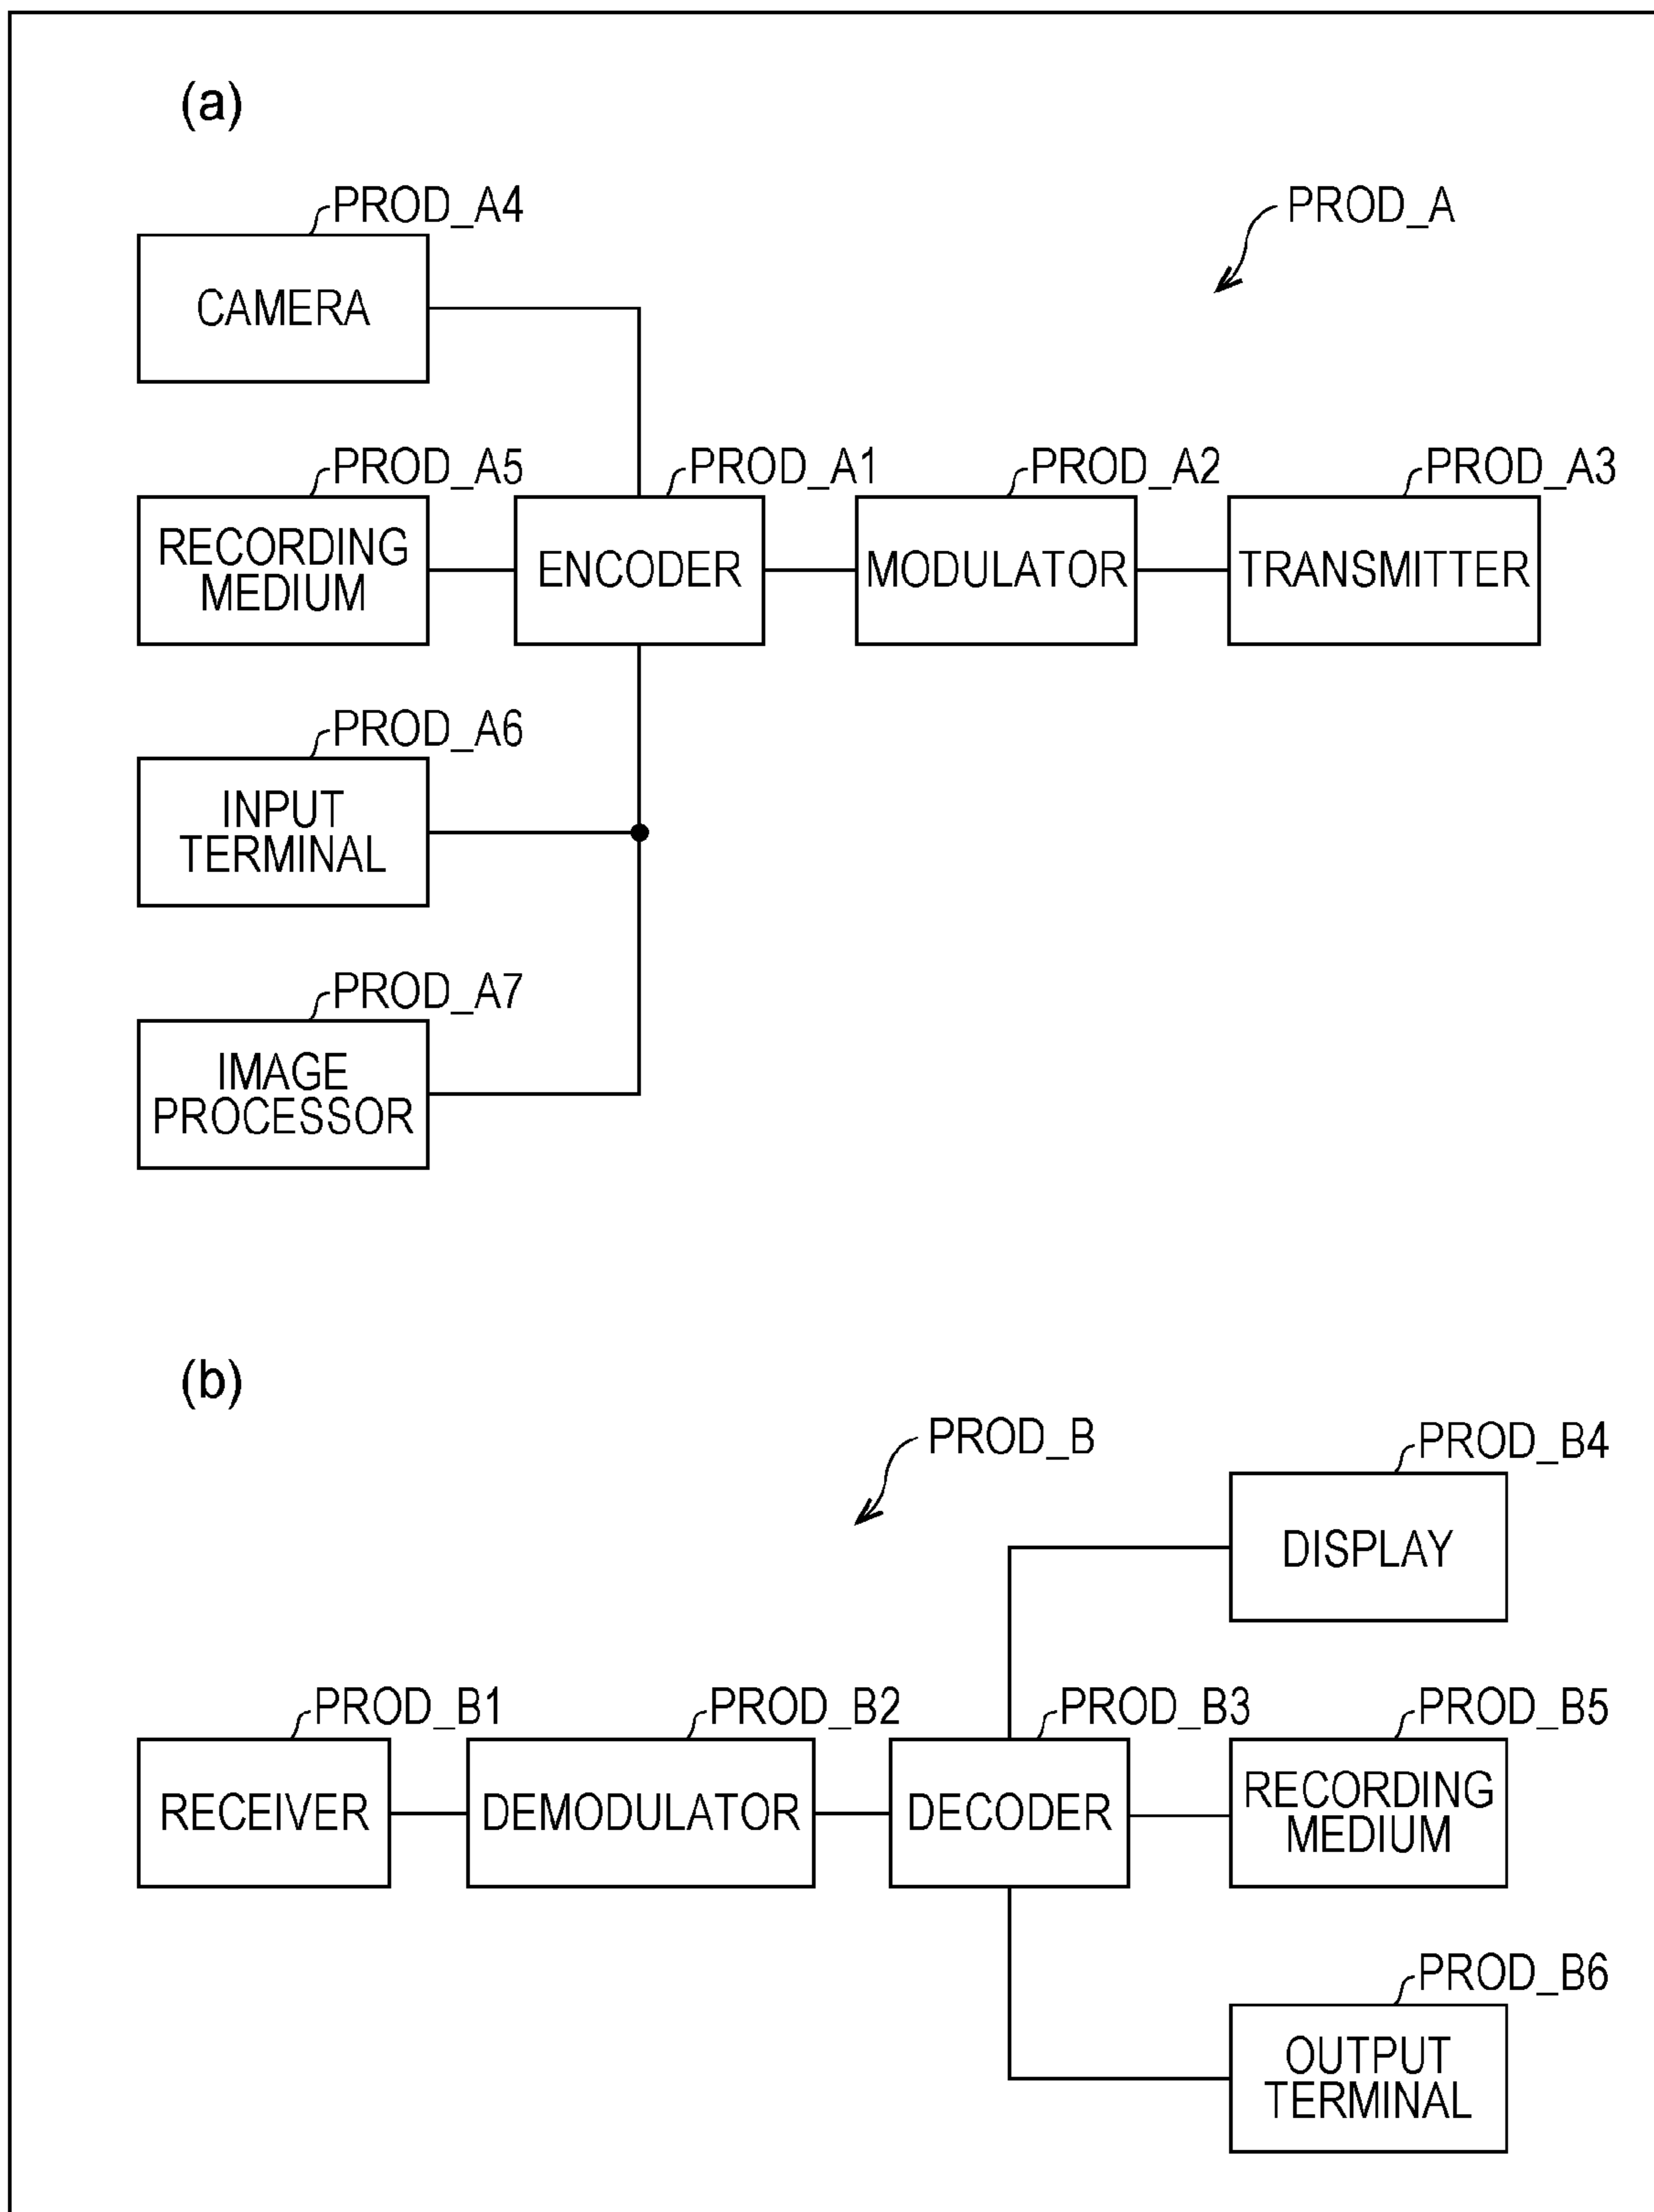 (a)
PROD_A4
PROD_A
CAMERA
PROD_A5
PROD_A1
PROD_A2
PROD_A3
RECORDING
MEDIUM
ENCODER
MODULATOR
TRANSMITTER
PROD_A6
INPUT
TERMINAL
PROD_A7
IMAGE
PROCESSOR
(b)
PROD_B
PROD_B4
DISPLAY
PROD_B1
PROD_B2
PROD_B3
PROD_B5
RECEIVER
DEMODULATOR
DECODER
RECORDING
MEDIUM
PROD_B6
OUTPUT
TERMINAL